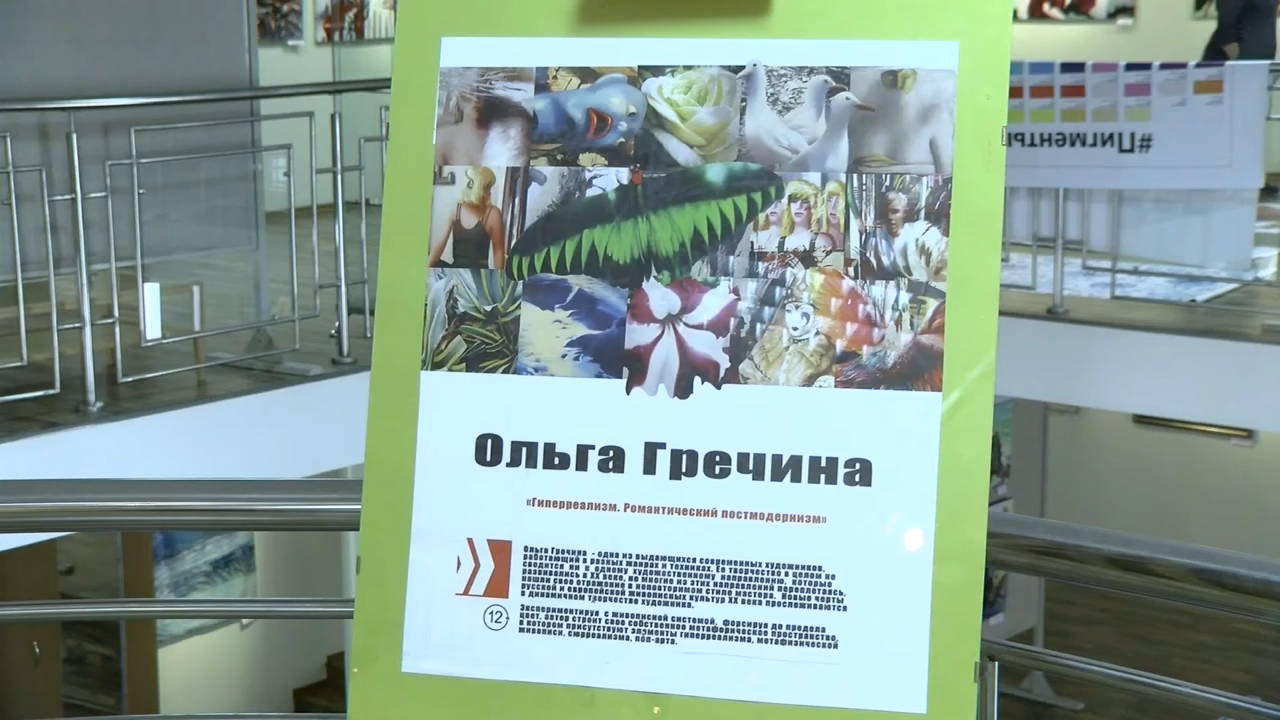 #Пигменты
Ольга Гречина
«Гиперреализм. Романтический постмодернизм»
Ольга Гречина - одна из выдающихся современных художников,
работающий в разных жанрах и техниках. Ее творчество в целом не
сводится ни к одному художественному направлению, которые
развивались в ХХ веке, но многие из этих направлений переплетаясь,
нашли свое отражение в неповторимом стиле мастера. Новые черты
русской и европейской живописных культур ХХ века прослеживаются
в динамичном творчестве художника.
12+
Экспериментируя с живописной системой, форсируя до предела
цвет, автор строит свое собственное метафорическое пространство,
в котором присутствуют элементы гиперреализма, метафизической
живописи, сюрреализма, поп-арта.